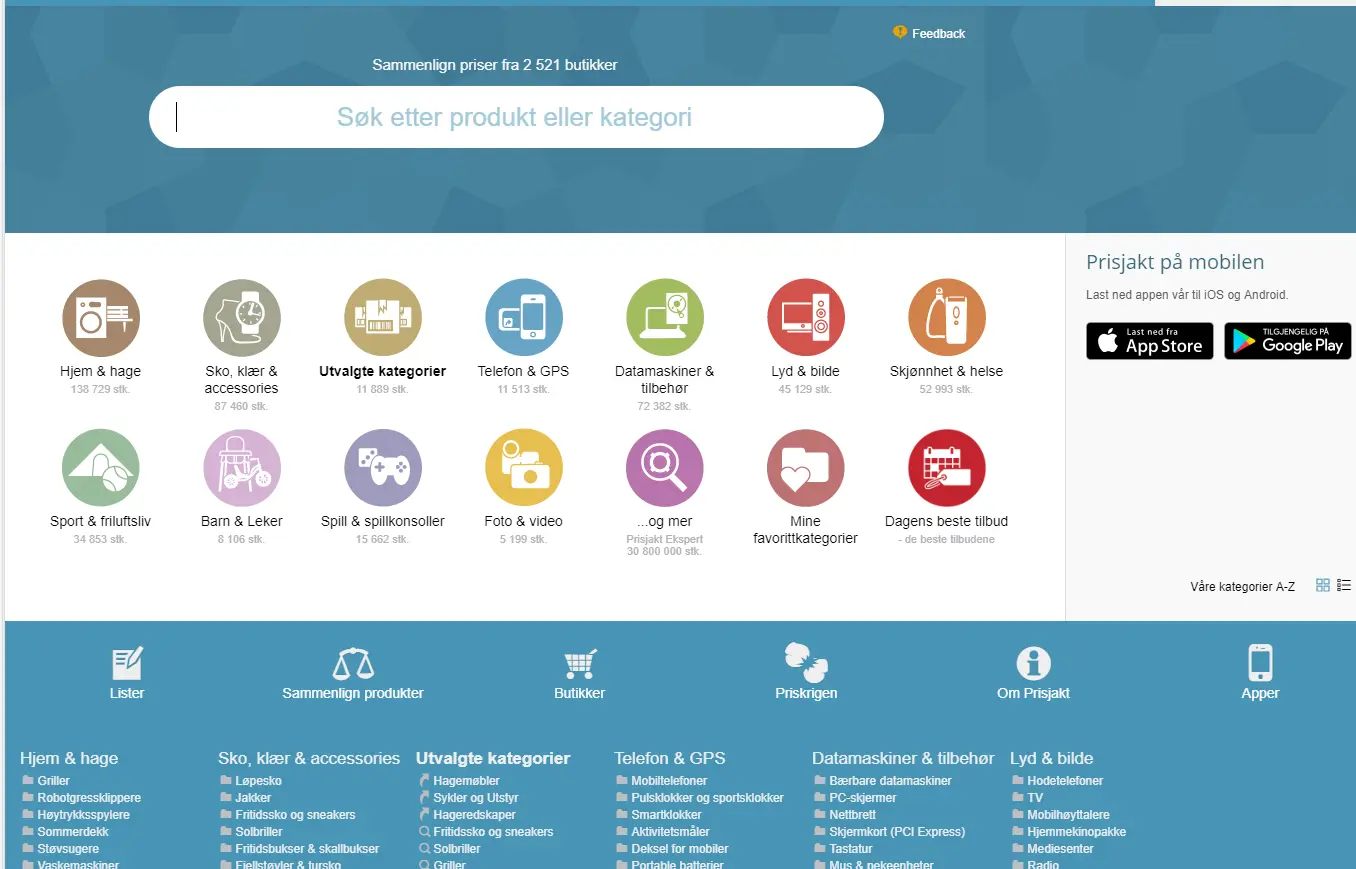 Feedback
Sammenlign priser fra 2 521 butikker
Søk etter produkt eller kategori
Prisjakt på mobilen
Last ned appen vår til iOS og Android.
Last ned fra
App Store
TILGJENGELIG PÅ
Google Play
Hjem & hage
138 729 stk.
Sko, klær &
accessories
87 460 stk.
Utvalgte kategorier
11 889 stk.
Telefon & GPS
11 513 stk.
Datamaskiner &
tilbehør
72 382 stk.
Lyd & bilde
45 129 stk.
Skjønnhet & helse
52 993 stk.
Sport & friluftsliv
34 853 stk.
Barn & Leker
8 106 stk.
Spill & spillkonsoller
15 662 stk.
Foto & video
5 199 stk.
...og mer
Prisjakt Ekspert
30 800 000 stk.
Mine
favorittkategorier
Dagens beste tilbud
- de beste tilbudene
Våre kategorier A-Z
Lister
Sammenlign produkter
Butikker
Priskrigen
Om Prisjakt
Apper
Hjem & hage
Griller
Robotgressklippere
Høytrykksspylere
Sommerdekk
Støvsugere
Vaskemaskiner
Sko, klær & accessories
Løpesko
Jakker
Fritidssko og sneakers
Solbriller
Fritidsbukser & skallbukser
Fjellstøvler & tursko
Utvalgte kategorier
Hagemøbler
Sykler og Utstyr
Hageredskaper
Fritidssko og sneakers
Solbriller
Griller
Telefon & GPS
Mobiltelefoner
Pulsklokker og sportsklokker
Smartklokker
Aktivitetsmåler
Deksel for mobiler
Portable batterier
Datamaskiner & tilbehør
Bærbare datamaskiner
PC-skjermer
Nettbrett
Skjermkort (PCI Express)
Tastatur
Mus & pekeenheter
Lyd & bilde
Hodetelefoner
TV
Mobilhøyttalere
Hjemmekinopakke
Mediesenter
Radio